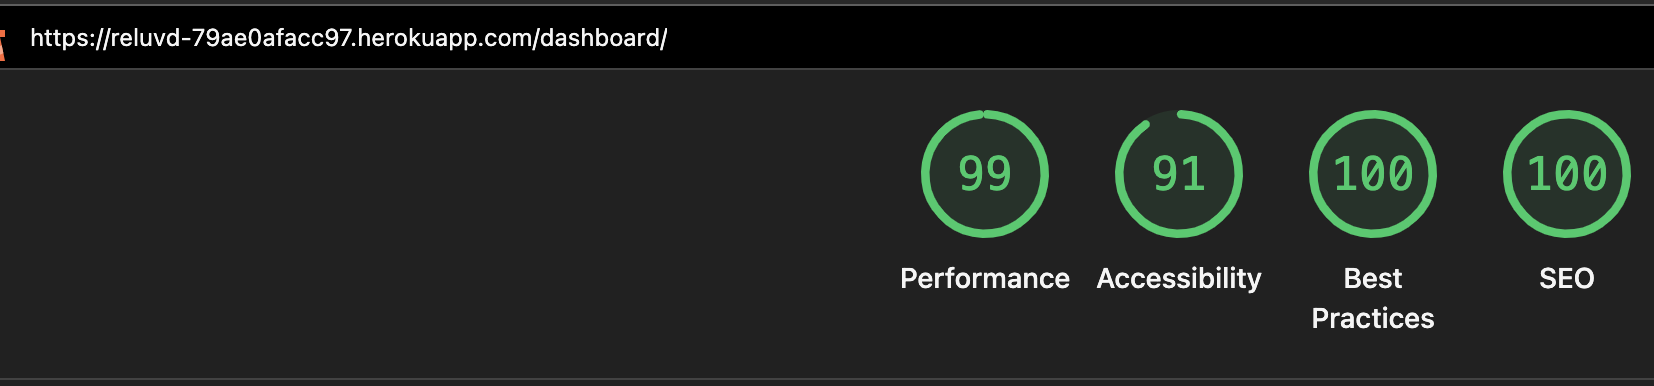 https://reluvd-79ae0afacc97.herokuapp.com/dashboard/
99
91
100
100
Performance
Accessibility
Best
Practices
SEO